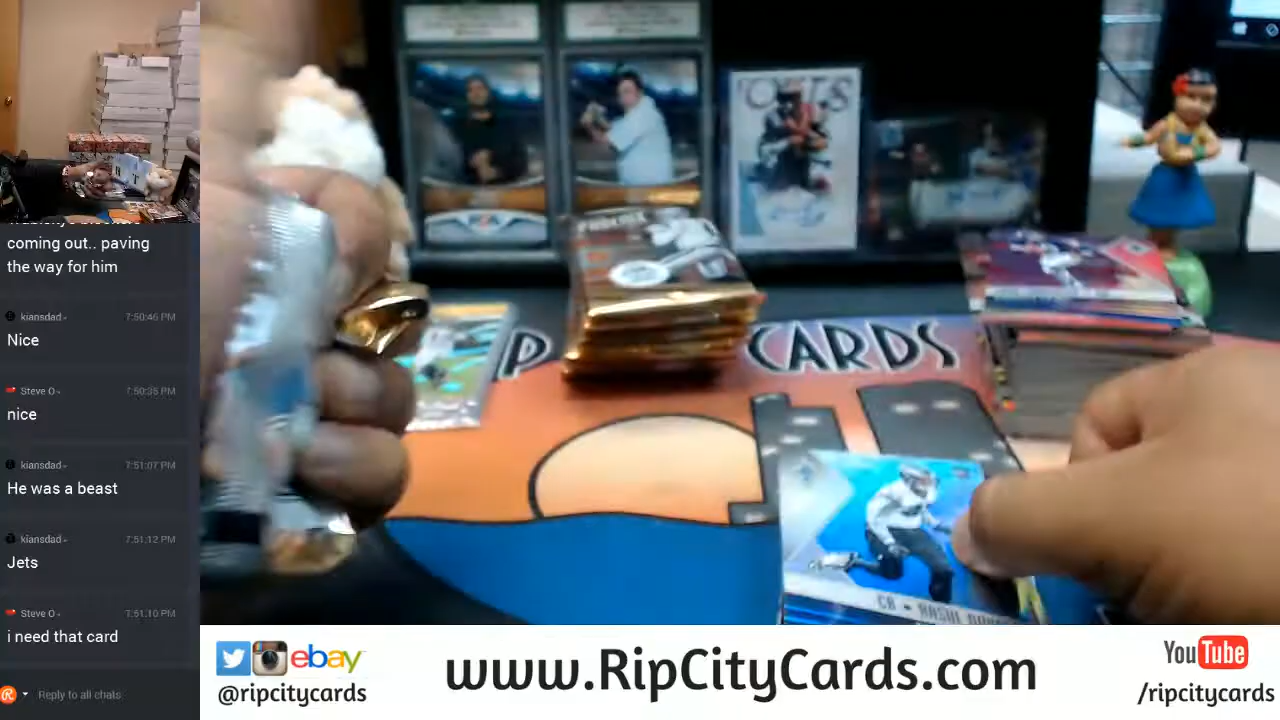 coming out.. paving
the way for him
kiansdad
7:50:46 PM
Nice
Steve O
7:50:35 PM
nice
kiansdad
7:51:07 PM
He was a beast
kiansdad
7:51:12 PM
Jets
Steve O
7:51:10 PM
i need that card
Reply to all chats
CARDS
CB
ebay
@ripcitycards
www.RipCityCards.com
YouTube
/ripcitycards